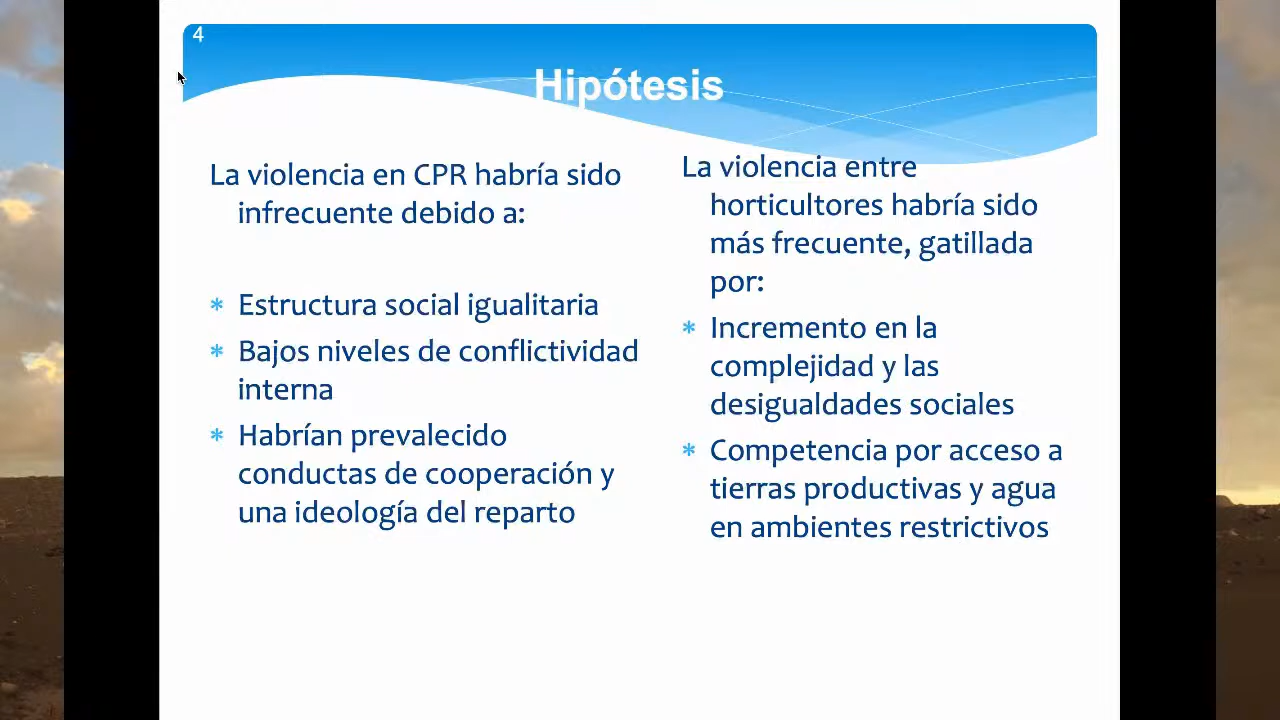 4
Hipótesis
La violencia en CPR habría sido
infrecuente debido a:
* Estructura social igualitaria
* Bajos niveles de conflictividad
interna
* Habrían prevalecido
conductas de cooperación y
una ideología del reparto
La violencia entre
horticultores habría sido
más frecuente, gatillada
por:
* Incremento en la
complejidad y las
desigualdades sociales
* Competencia por acceso a
tierras productivas y agua
en ambientes restrictivos